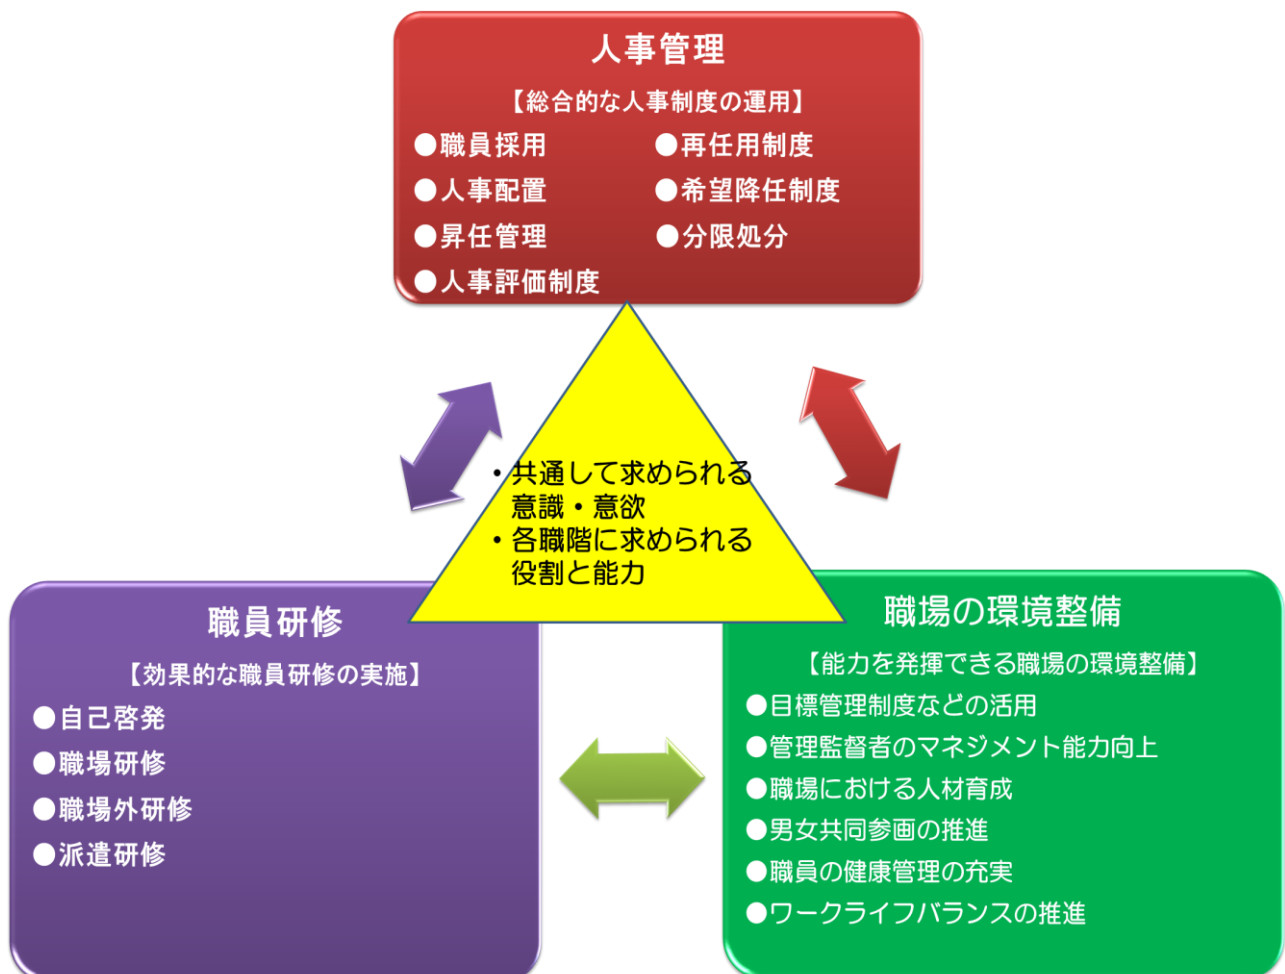 人事管理
【総合的な人事制度の運用】
●職員採用
●人事配置
●昇任管理
●人事評価制度
●再任用制度
●希望降任制度
●分限処分
・共通して求められる
意識・意欲
・各職階に求められる
役割と能力
職員研修
【効果的な職員研修の実施】
●自己啓発
●職場研修
●職場外研修
●派遣研修
職場の環境整備
【能力を発揮できる職場の環境整備】
●目標管理制度などの活用
●管理監督者のマネジメント能力向上
●職場における人材育成
●男女共同参画の推進
●職員の健康管理の充実
●ワークライフバランスの推進